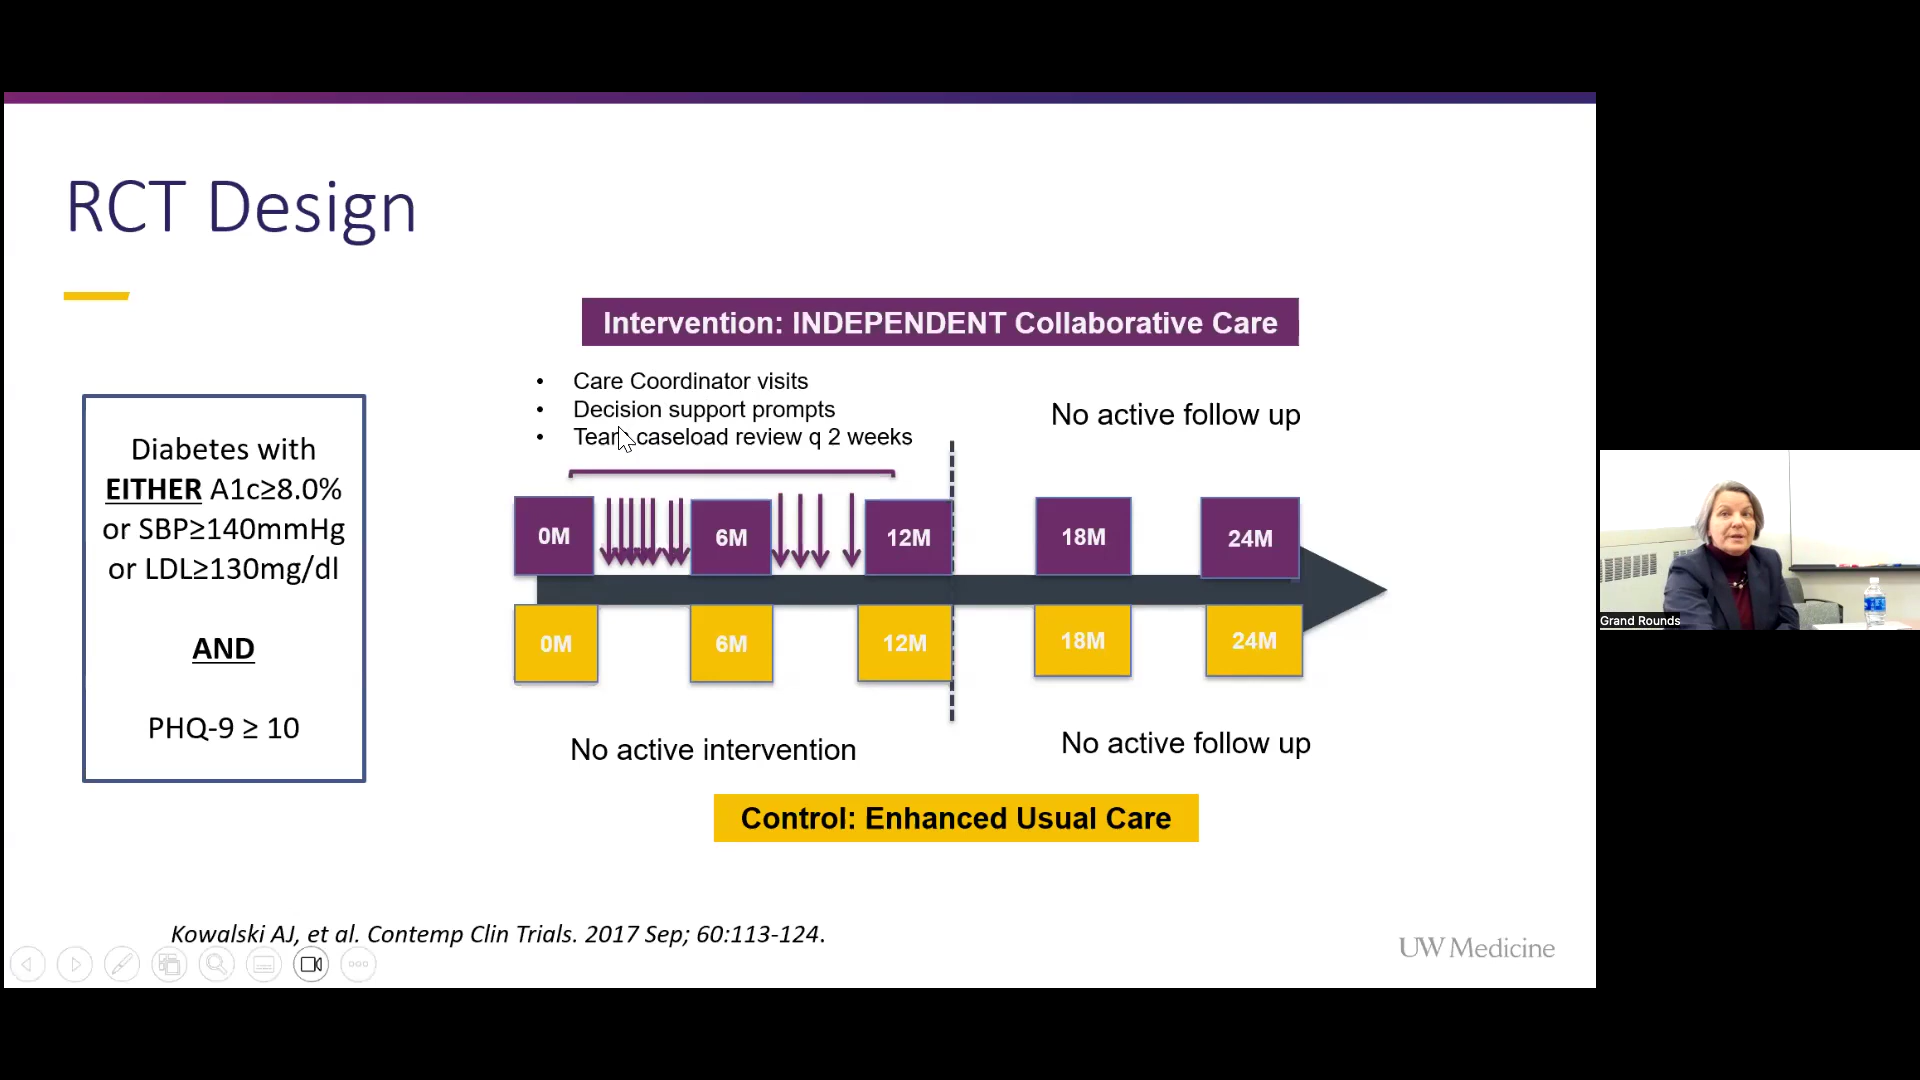 RCT Design
Intervention: INDEPENDENT Collaborative Care
• Care Coordinator visits
• Decision support prompts
• Team caseload review q 2 weeks
No active follow up
Diabetes with
EITHER A1c≥8.0%
or SBP≥140mmHg
or LDL≥130mg/dl
AND
PHQ-9 ≥ 10
0M 6M 12M 18M 24M
0M 6M 12M 18M 24M
No active intervention
No active follow up
Control: Enhanced Usual Care
Kowalski AJ, et al. Contemp Clin Trials. 2017 Sep; 60:113-124.
UW Medicine
Grand Rounds